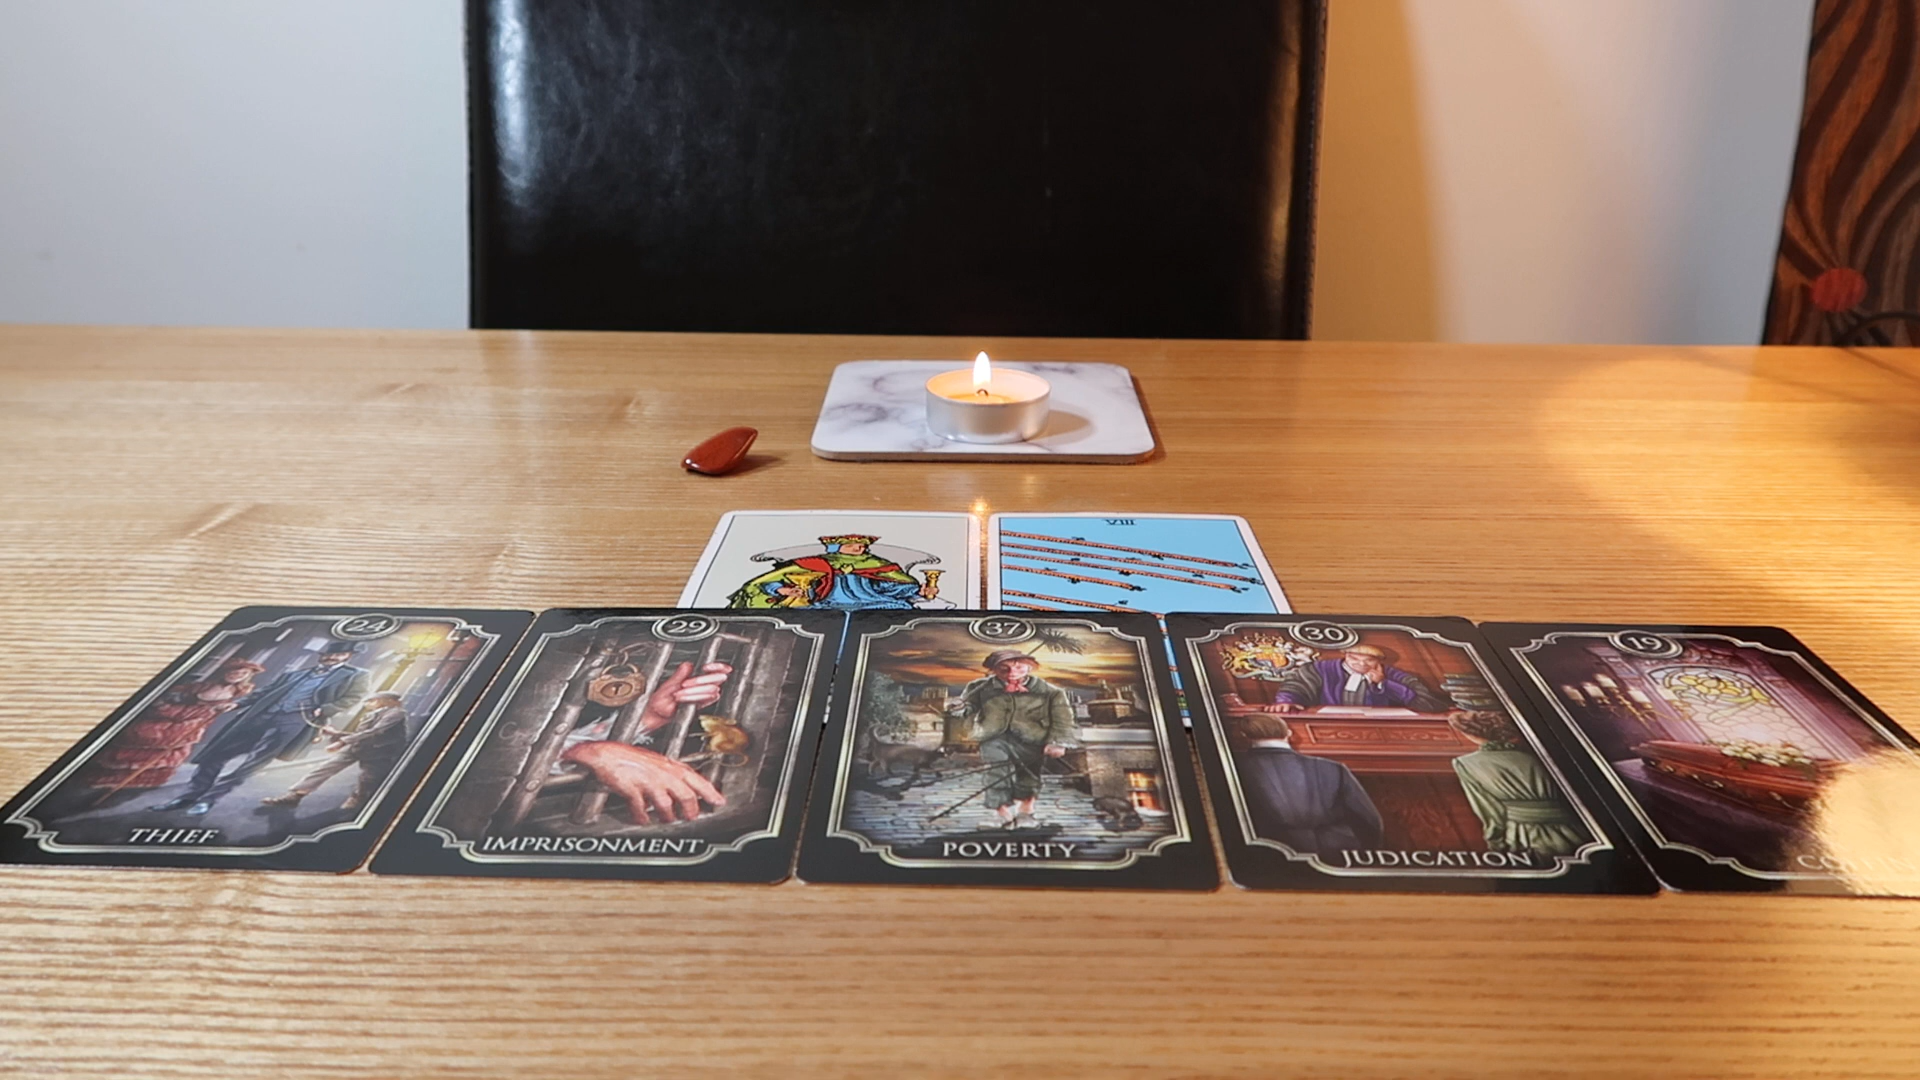 VIII
24
29
37
30
19
THIEF
IMPRISONMENT
POVERTY
JUDICATION